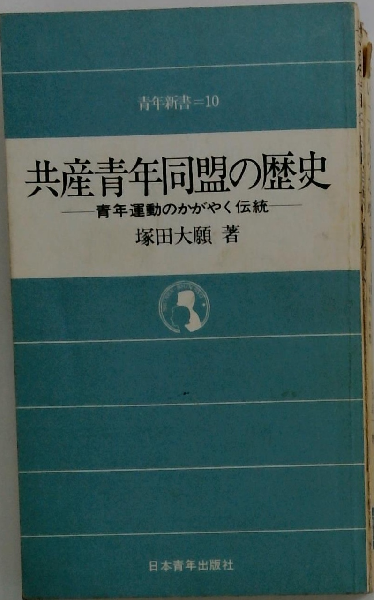 青年新書=10
共産青年同盟の歴史
──青年運動のかがやく伝統──
塚田大願 著
日本青年出版社